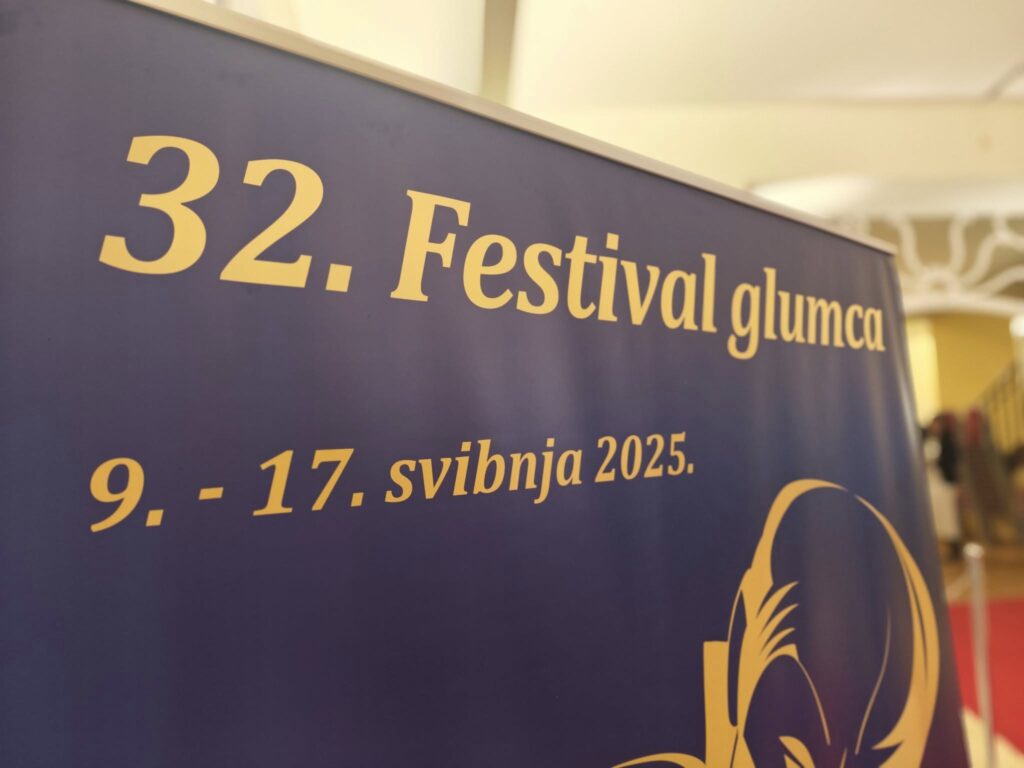 32. Festival glumca
9. - 17. svibnja 2025.